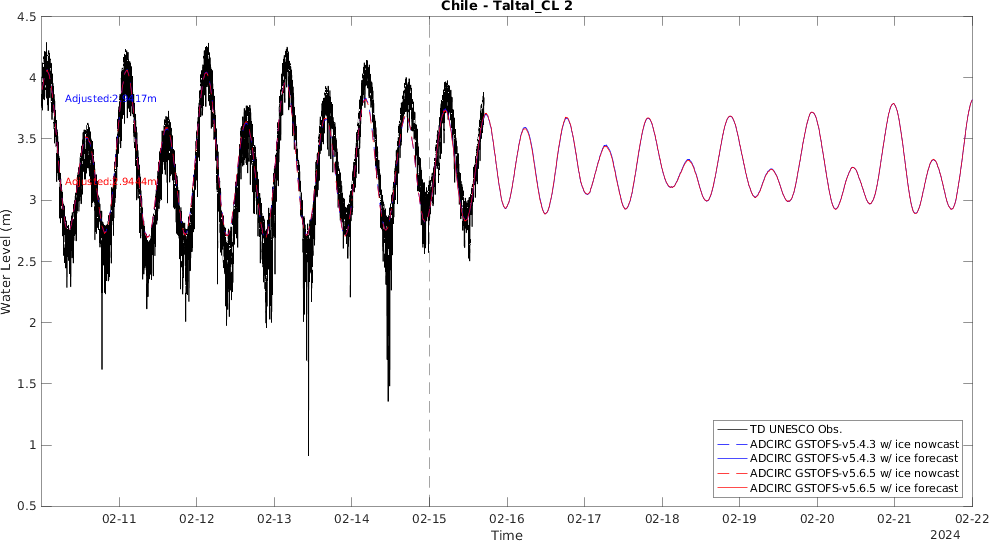 Chile - Taltal_CL 2
4.5
4
3.5
3
2.5
2
1.5
1
0.5
Water Level (m)
02-11 02-12 02-13 02-14 02-15 02-16 02-17 02-18 02-19 02-20 02-21 02-22
Time
2024
TD UNESCO Obs.
ADCIRC GSTOFS-v5.4.3 w/ ice nowcast
ADCIRC GSTOFS-v5.4.3 w/ ice forecast
ADCIRC GSTOFS-v5.6.5 w/ ice nowcast
ADCIRC GSTOFS-v5.6.5 w/ ice forecast